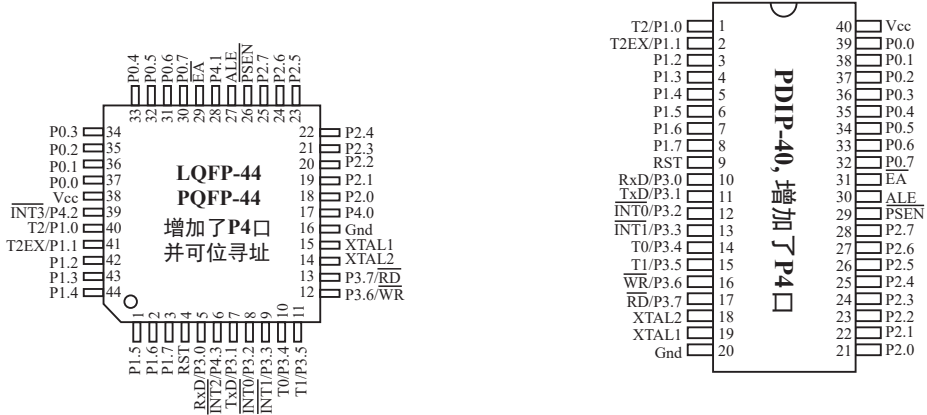 P0.4
P0.5
P0.6
P0.7
EA
P4.1
ALE
PSEN
P2.7
P2.6
P2.5
33
32
31
30
29
28
27
26
25
24
23
P0.3 34
P0.2 35
P0.1 36
P0.0 37
Vcc 38
INT3/P4.2 39
T2/P1.0 40
T2EX/P1.1 41
P1.2 42
P1.3 43
P1.4 44
LQFP-44
PQFP-44
增加了P4口
并可位寻址
22 P2.4
21 P2.3
20 P2.2
19 P2.1
18 P2.0
17 P4.0
16 Gnd
15 XTAL1
14 XTAL2
13 P3.7/RD
12 P3.6/WR
1
2
3
4
5
6
7
8
9
10
11
P1.5
P1.6
P1.7
RST
RxD/P3.0
INT2/P4.3
TxD/P3.1
INT0/P3.2
INT1/P3.3
T0/P3.4
T1/P3.5
T2/P1.0 1
T2EX/P1.1 2
P1.2 3
P1.3 4
P1.4 5
P1.5 6
P1.6 7
P1.7 8
RST 9
RxD/P3.0 10
TxD/P3.1 11
INT0/P3.2 12
INT1/P3.3 13
T0/P3.4 14
T1/P3.5 15
WR/P3.6 16
RD/P3.7 17
XTAL2 18
XTAL1 19
Gnd 20
PDIP-40, 增加了P4口
40 Vcc
39 P0.0
38 P0.1
37 P0.2
36 P0.3
35 P0.4
34 P0.5
33 P0.6
32 P0.7
31 EA
30 ALE
29 PSEN
28 P2.7
27 P2.6
26 P2.5
25 P2.4
24 P2.3
23 P2.2
22 P2.1
21 P2.0